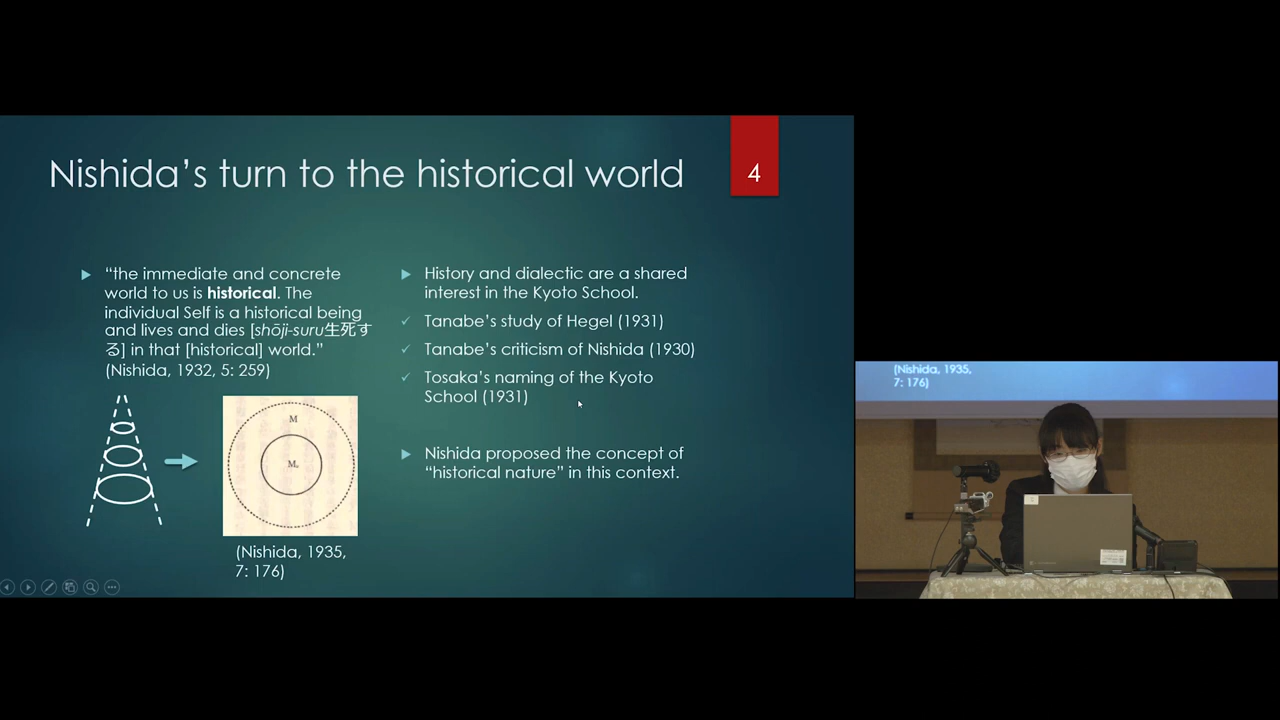 Nishida’s turn to the historical world
4
“the immediate and concrete
world to us is historical. The
individual Self is a historical being
and lives and dies [shōji-suru生死す
る] in that [historical] world.”
(Nishida, 1932, 5: 259)
M
M₀
(Nishida, 1935,
7: 176)
History and dialectic are a shared
interest in the Kyoto School.
Tanabe’s study of Hegel (1931)
Tanabe’s criticism of Nishida (1930)
Tosaka’s naming of the Kyoto
School (1931)
Nishida proposed the concept of
“historical nature” in this context.
(Nishida, 1935,
7: 176)